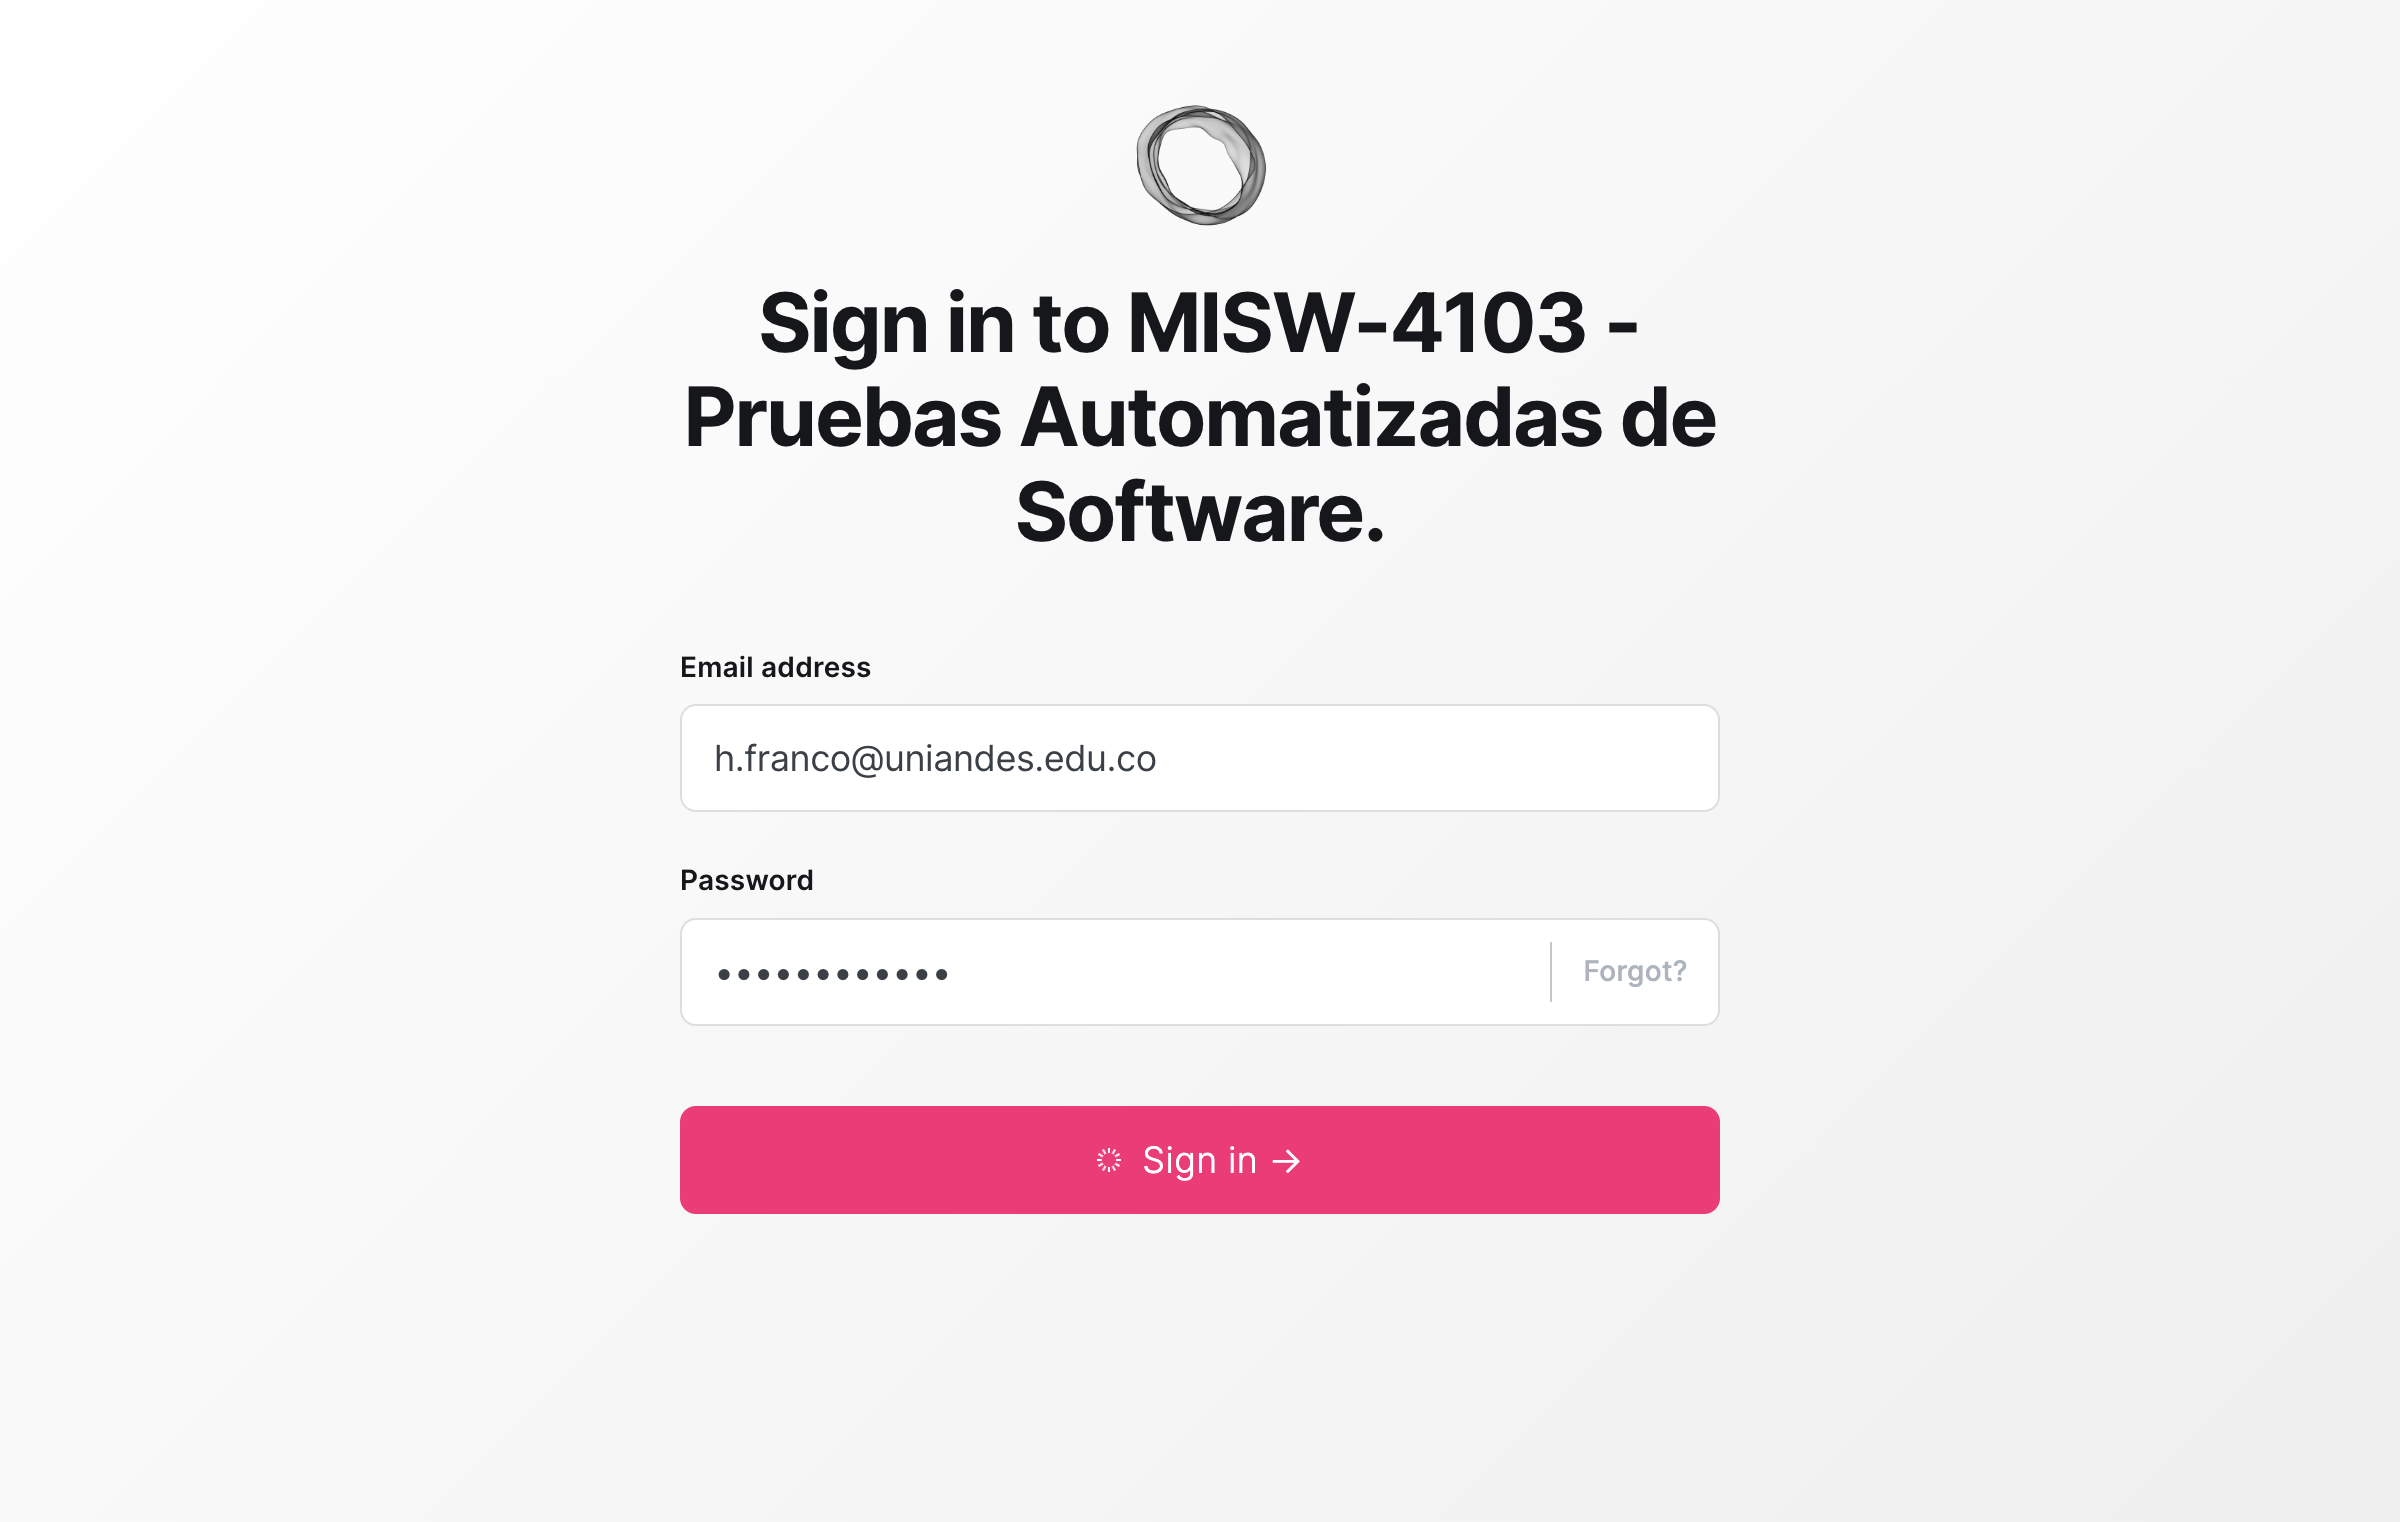 Sign in to MISW-4103 -
Pruebas Automatizadas de
Software.
Email address
h.franco@uniandes.edu.co
Password
••••••••••••
Forgot?
Sign in →